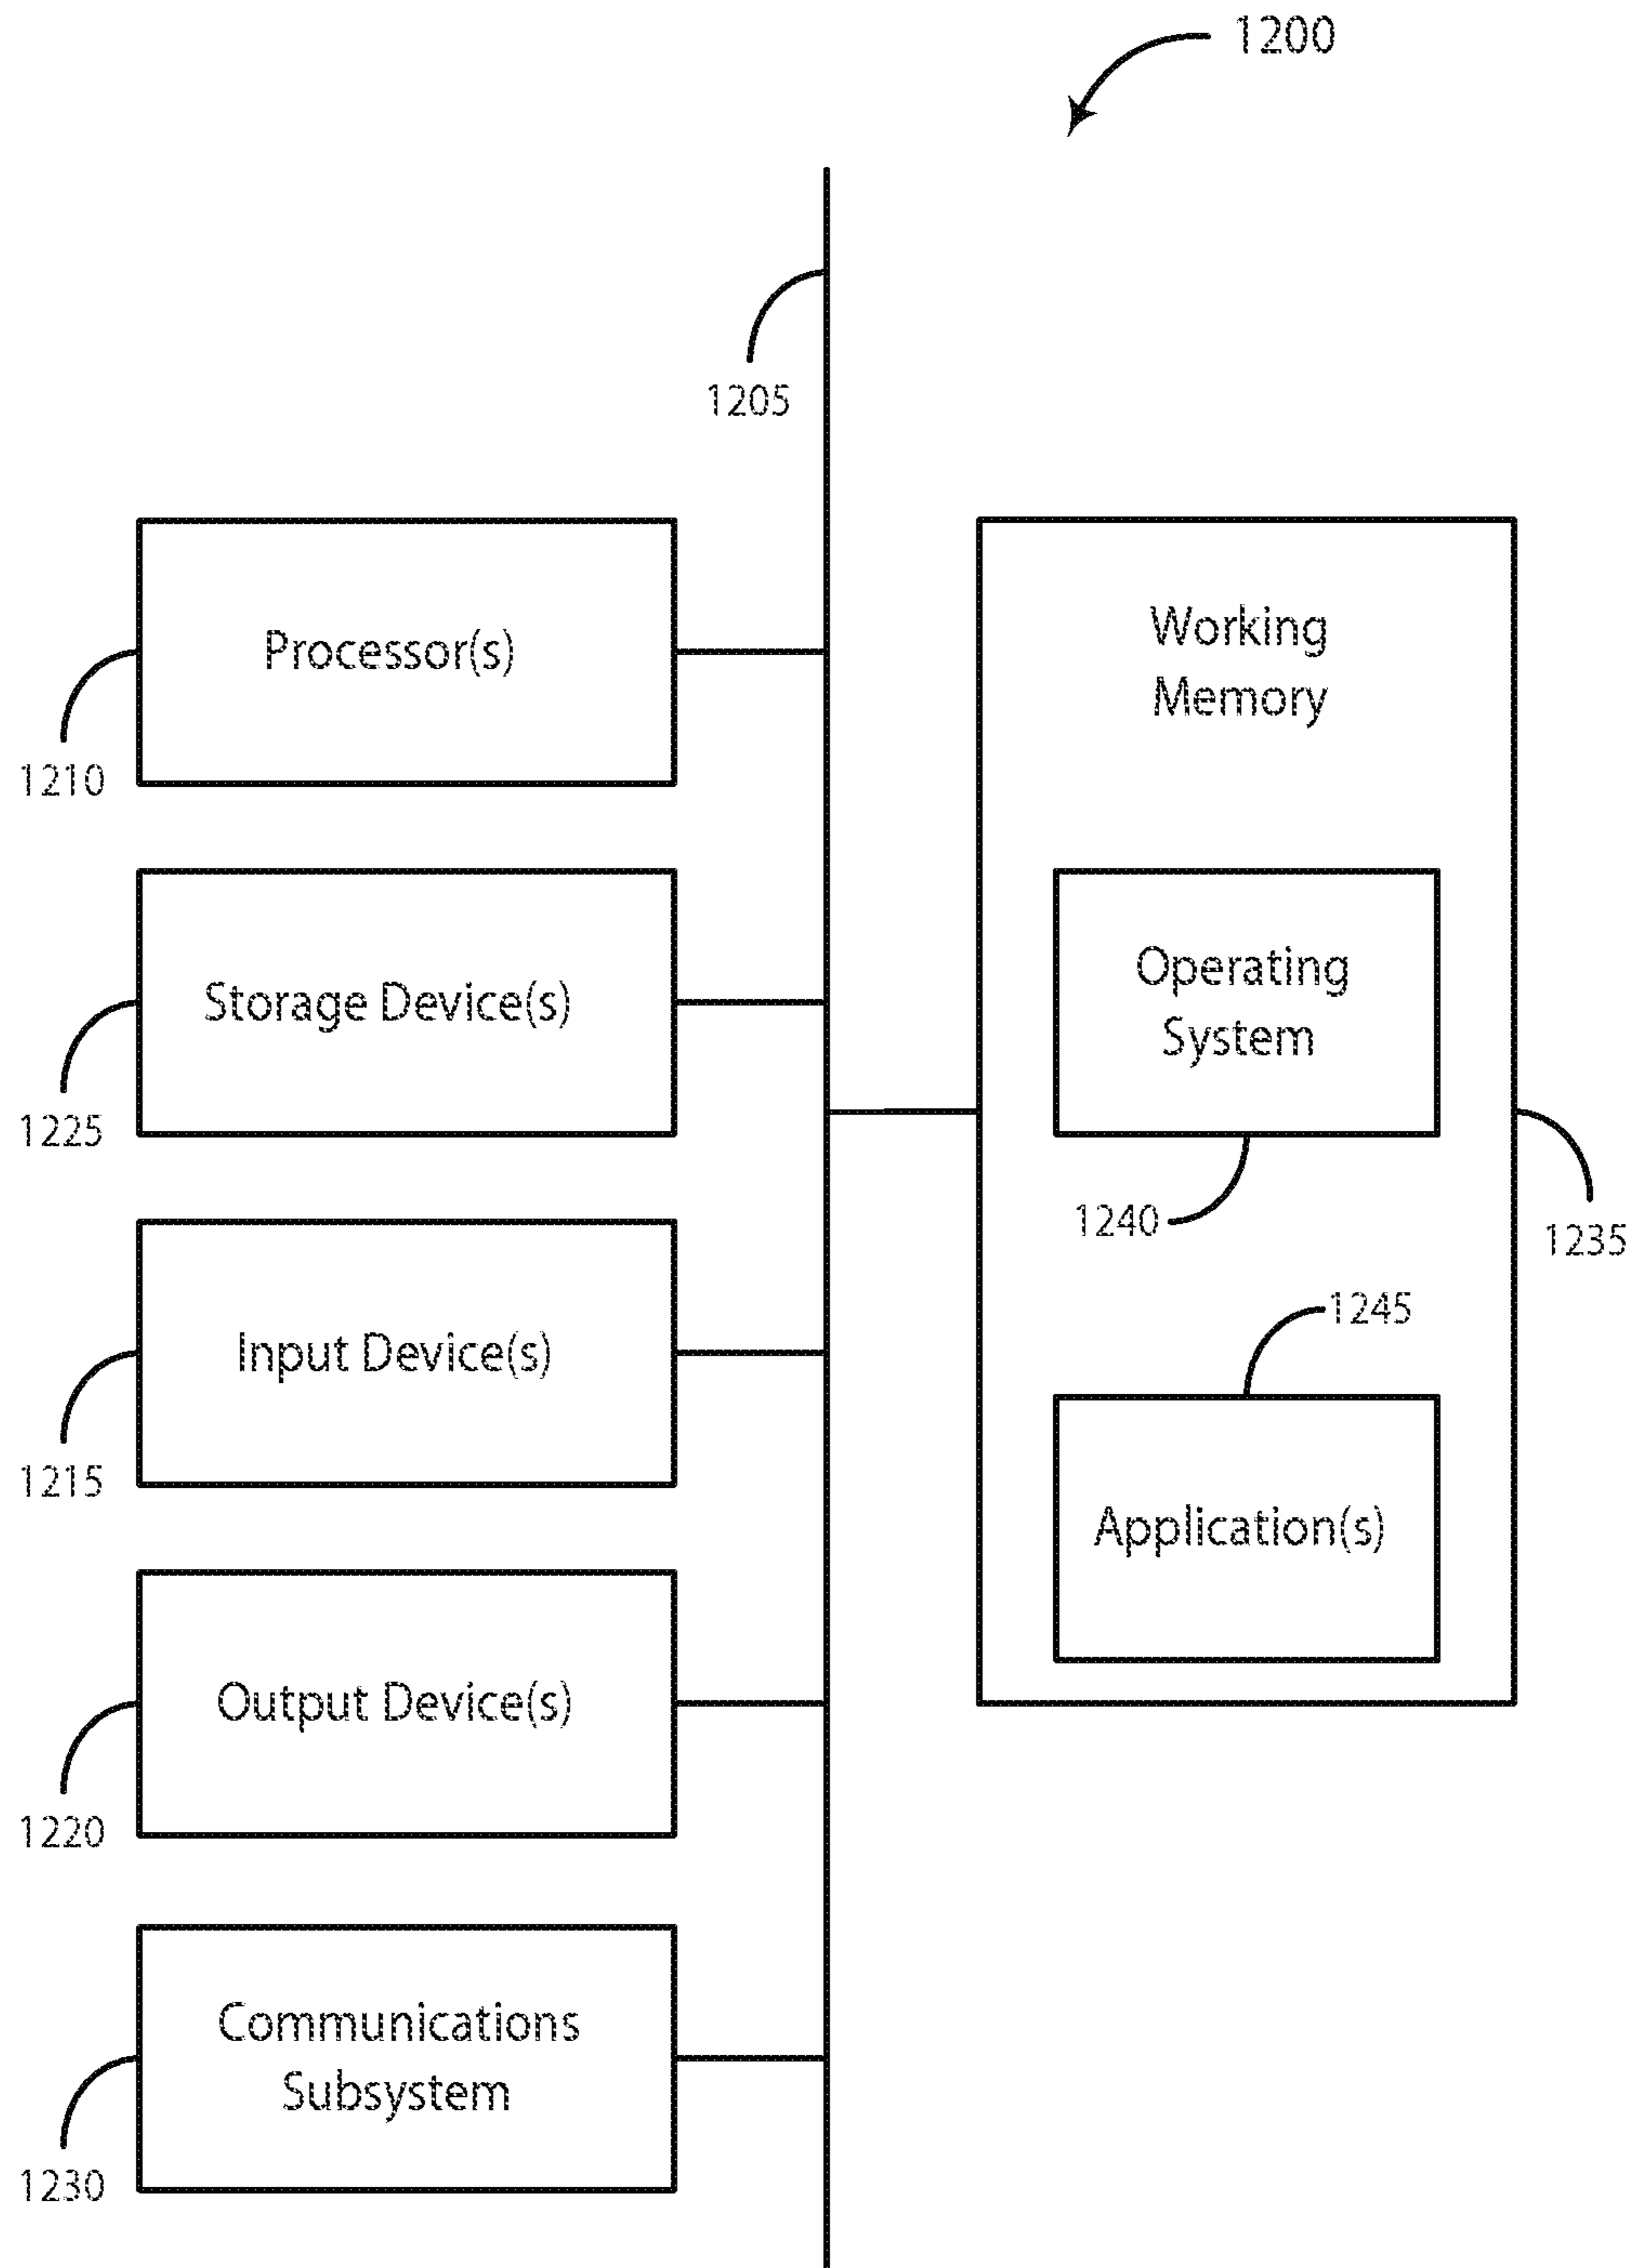 1200
1205
Processor(s)
1210
Storage Device(s)
1225
Input Device(s)
1215
Output Device(s)
1220
Communications
Subsystem
1230
Working
Memory
Operating
System
1240
1235
1245
Application(s)